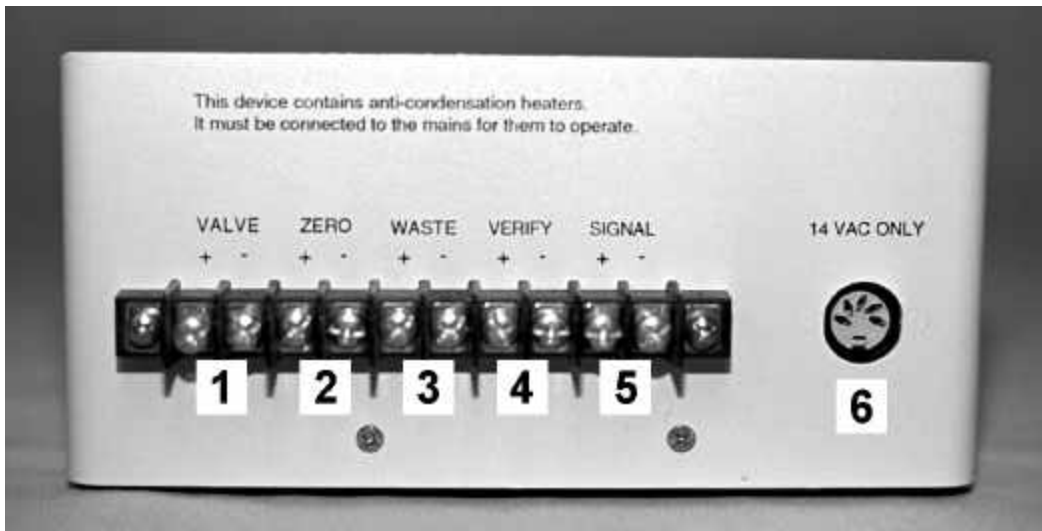 This device contains anti-condensation heaters.
It must be connected to the mains for them to operate.
VALVE ZERO WASTE VERIFY SIGNAL 14 VAC ONLY
+ - + - + - + - + -
1 2 3 4 5 6